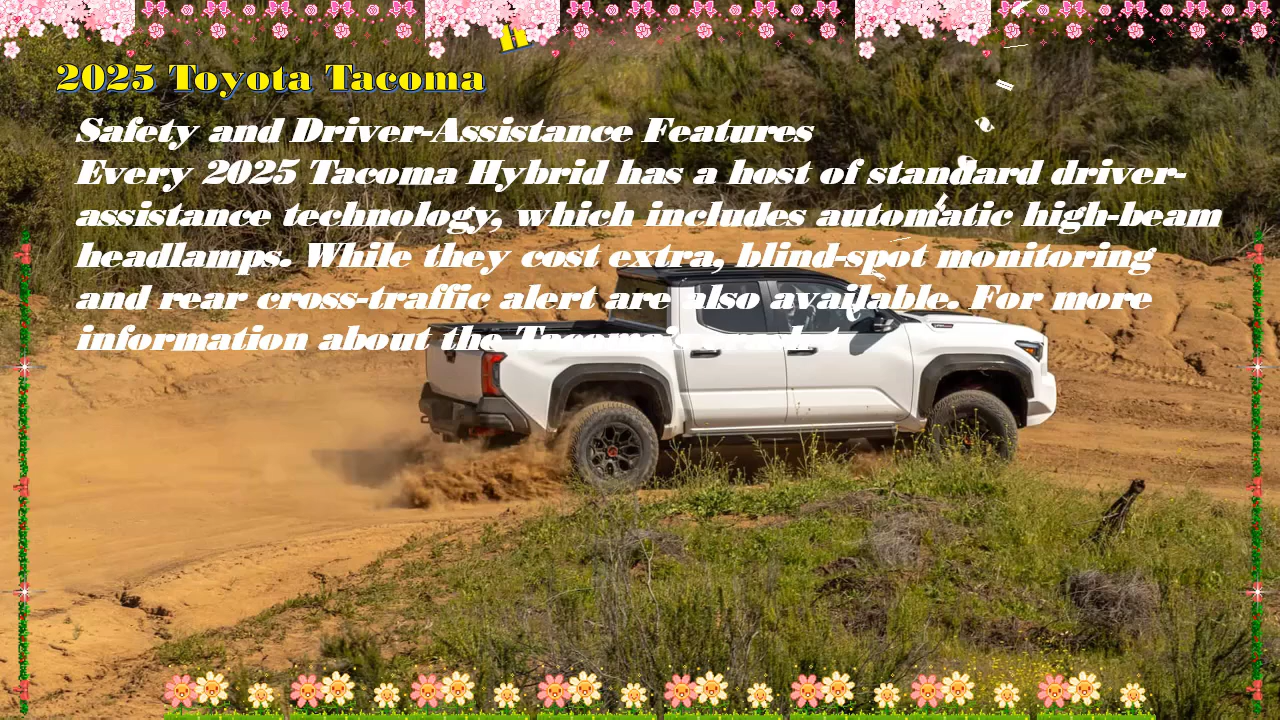 2025 Toyota Tacoma
Safety and Driver-Assistance Features
Every 2025 Tacoma Hybrid has a host of standard driver-
assistance technology, which includes automatic high-beam
headlamps. While they cost extra, blind-spot monitoring
and rear cross-traffic alert are also available. For more
information about the Tacoma